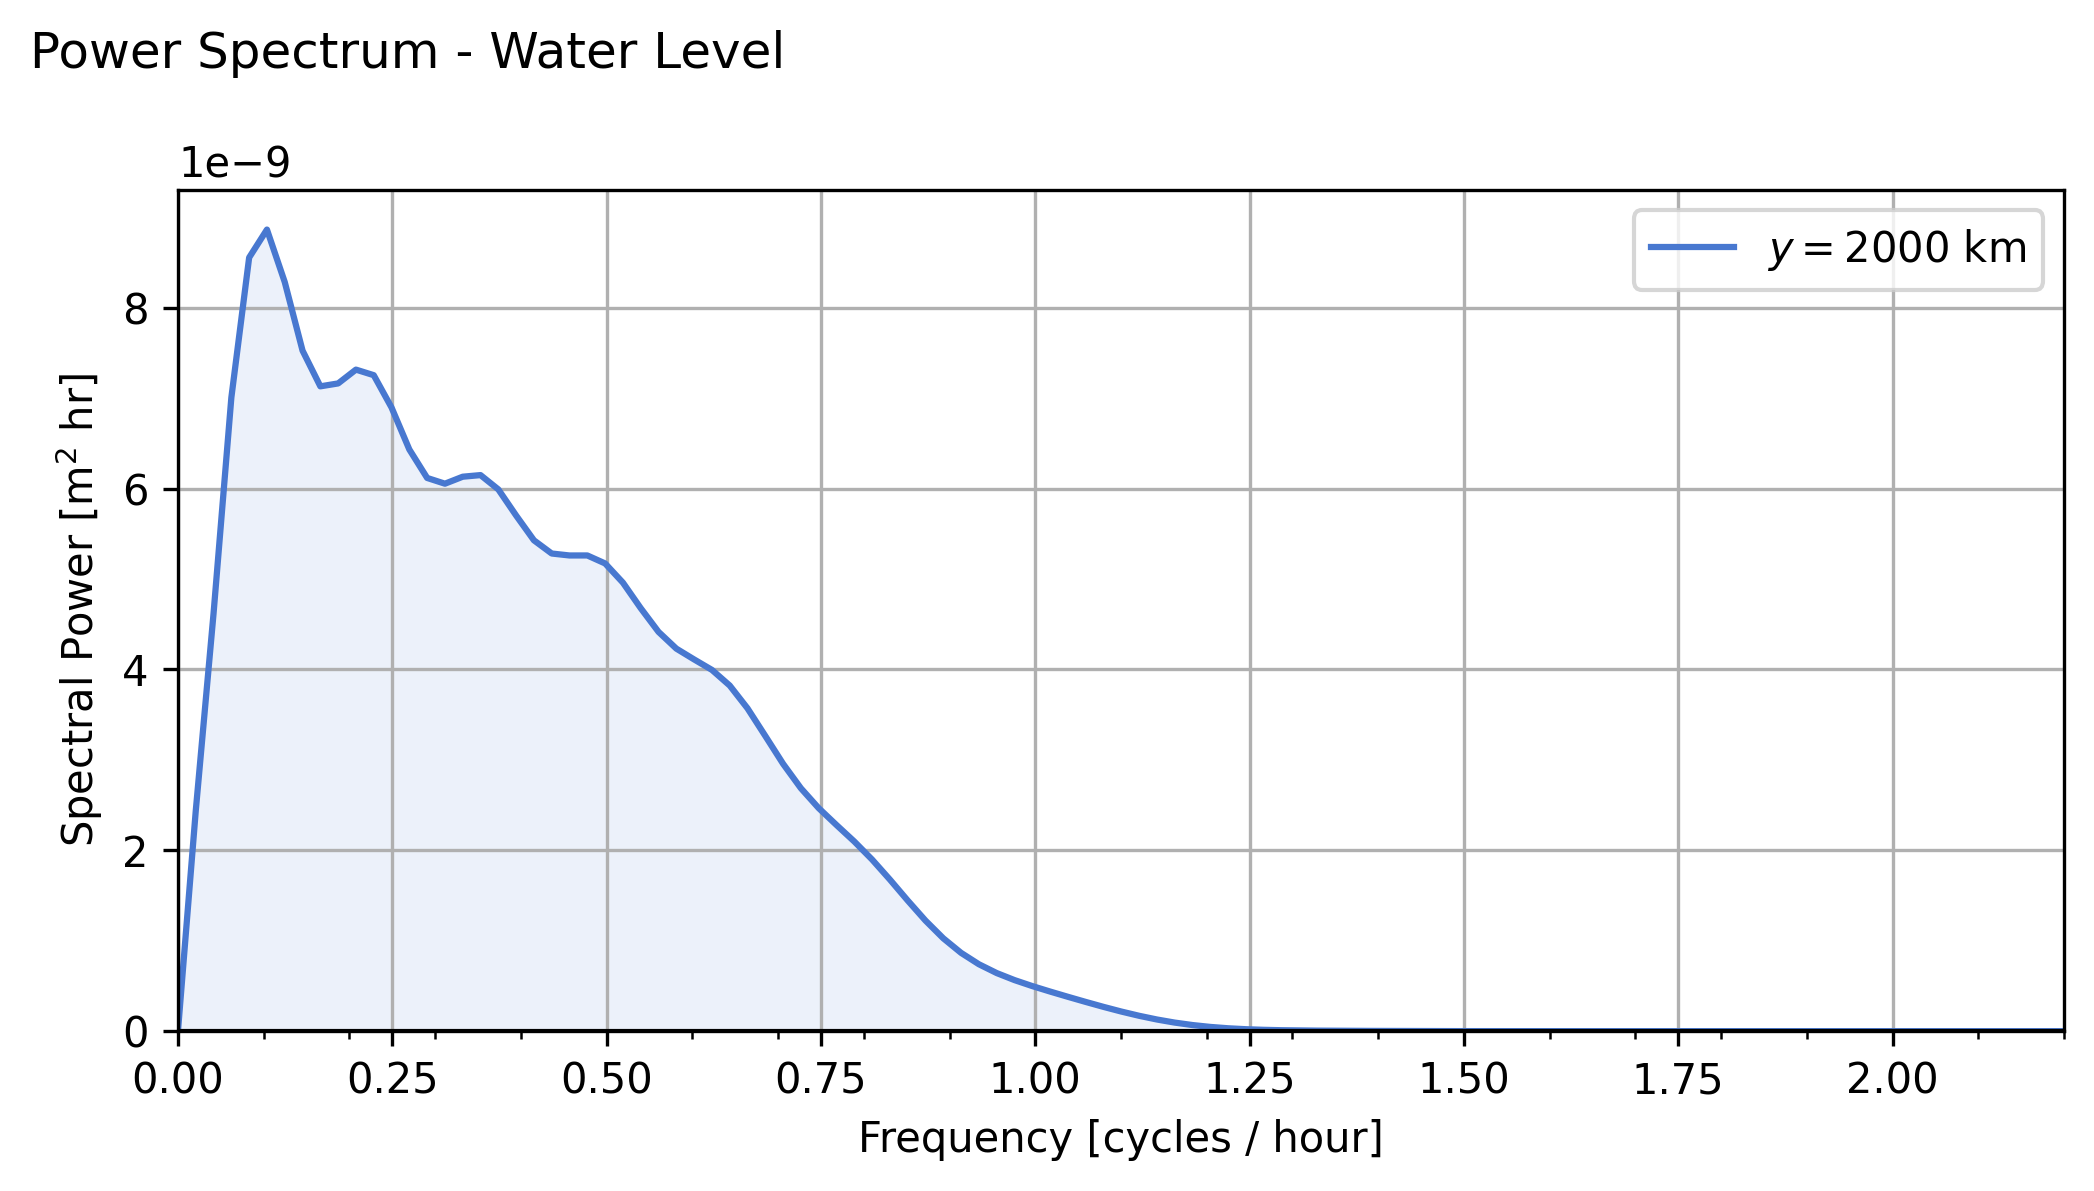 Power Spectrum - Water Level
1e−9
y = 2000 km
8
6
4
2
0
Spectral Power [m² hr]
0.00 0.25 0.50 0.75 1.00 1.25 1.50 1.75 2.00
Frequency [cycles / hour]